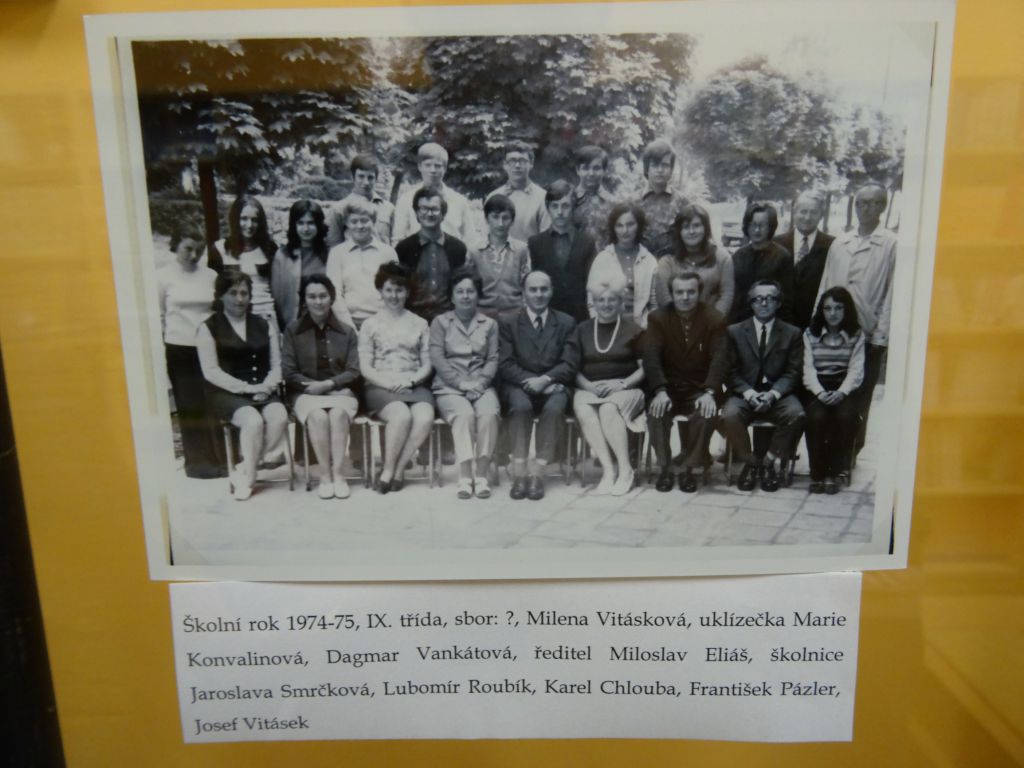 Školní rok 1974-75, IX. třída, sbor: ?, Milena Vitásková, uklízečka Marie
Konvalinová, Dagmar Vankátová, ředitel Miloslav Eliáš, školnice
Jaroslava Smrčková, Lubomír Roubík, Karel Chlouba, František Pázler,
Josef Vitásek